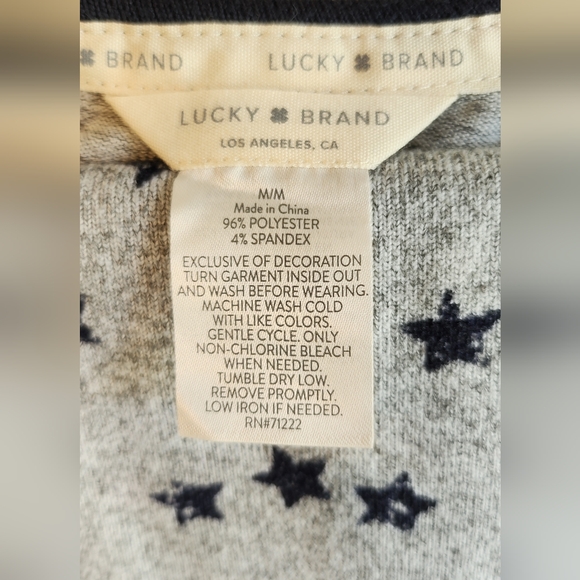 BRAND LUCKY BRAND
LUCKY BRAND
LOS ANGELES, CA
M/M
Made in China
96% POLYESTER
4% SPANDEX
EXCLUSIVE OF DECORATION
TURN GARMENT INSIDE OUT
AND WASH BEFORE WEARING.
MACHINE WASH COLD
WITH LIKE COLORS.
GENTLE CYCLE. ONLY
NON-CHLORINE BLEACH
WHEN NEEDED.
TUMBLE DRY LOW.
REMOVE PROMPTLY.
LOW IRON IF NEEDED.
RN#71222